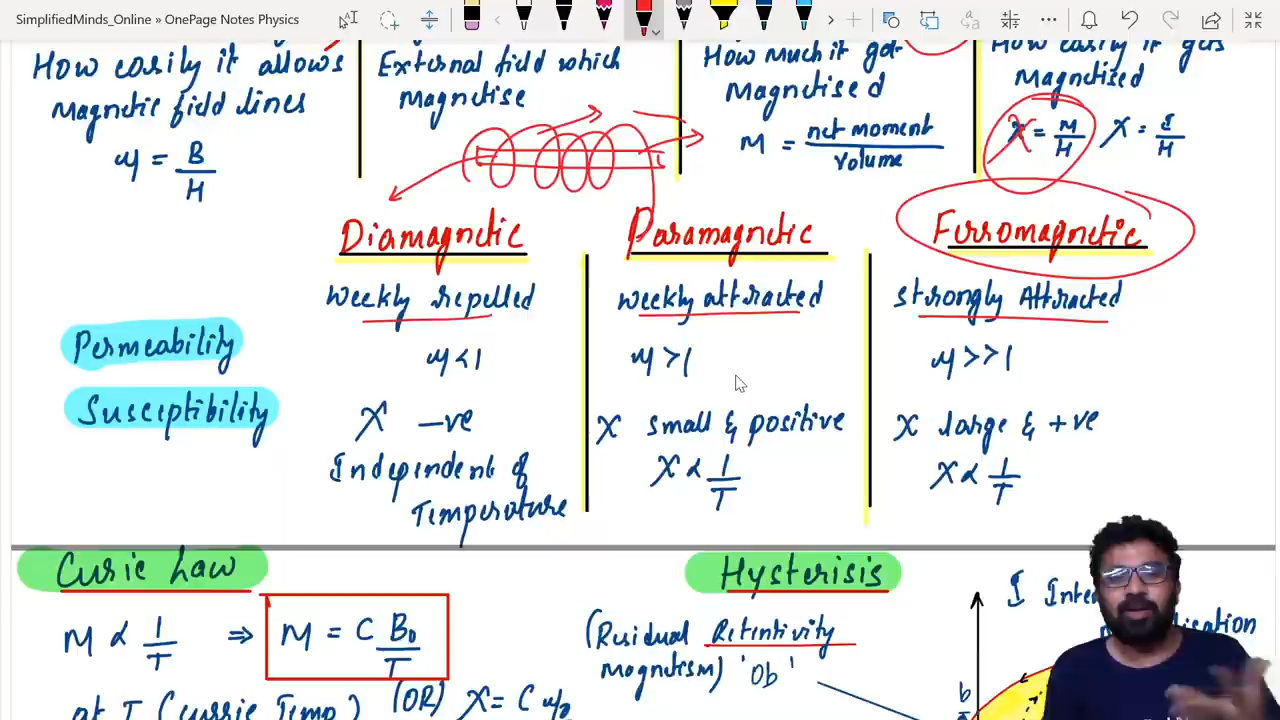 SimplifiedMinds_Online » OnePage Notes Physics
How easily it allows
Magnetic field lines
μ = B/H
External field which
Magnetise
How much it got
Magnetised
M = net moment / volume
How easily it gets
Magnetised
X = M/H X = I/H
Diamagnetic Paramagnetic Ferromagnetic
Weekly repelled weekly attracted strongly Attracted
Permeability μ < 1 μ > 1 μ >> 1
Susceptibility X -ve X small & positive X large & +ve
Independent of
Temperature
X ∝ 1/T X ∝ 1/T
Curie Law
M ∝ 1/T ⇒ M = C B₀/T
(OR)
Hysterisis
(Residual Retentivity
magnetism) 'Ob'
I
b